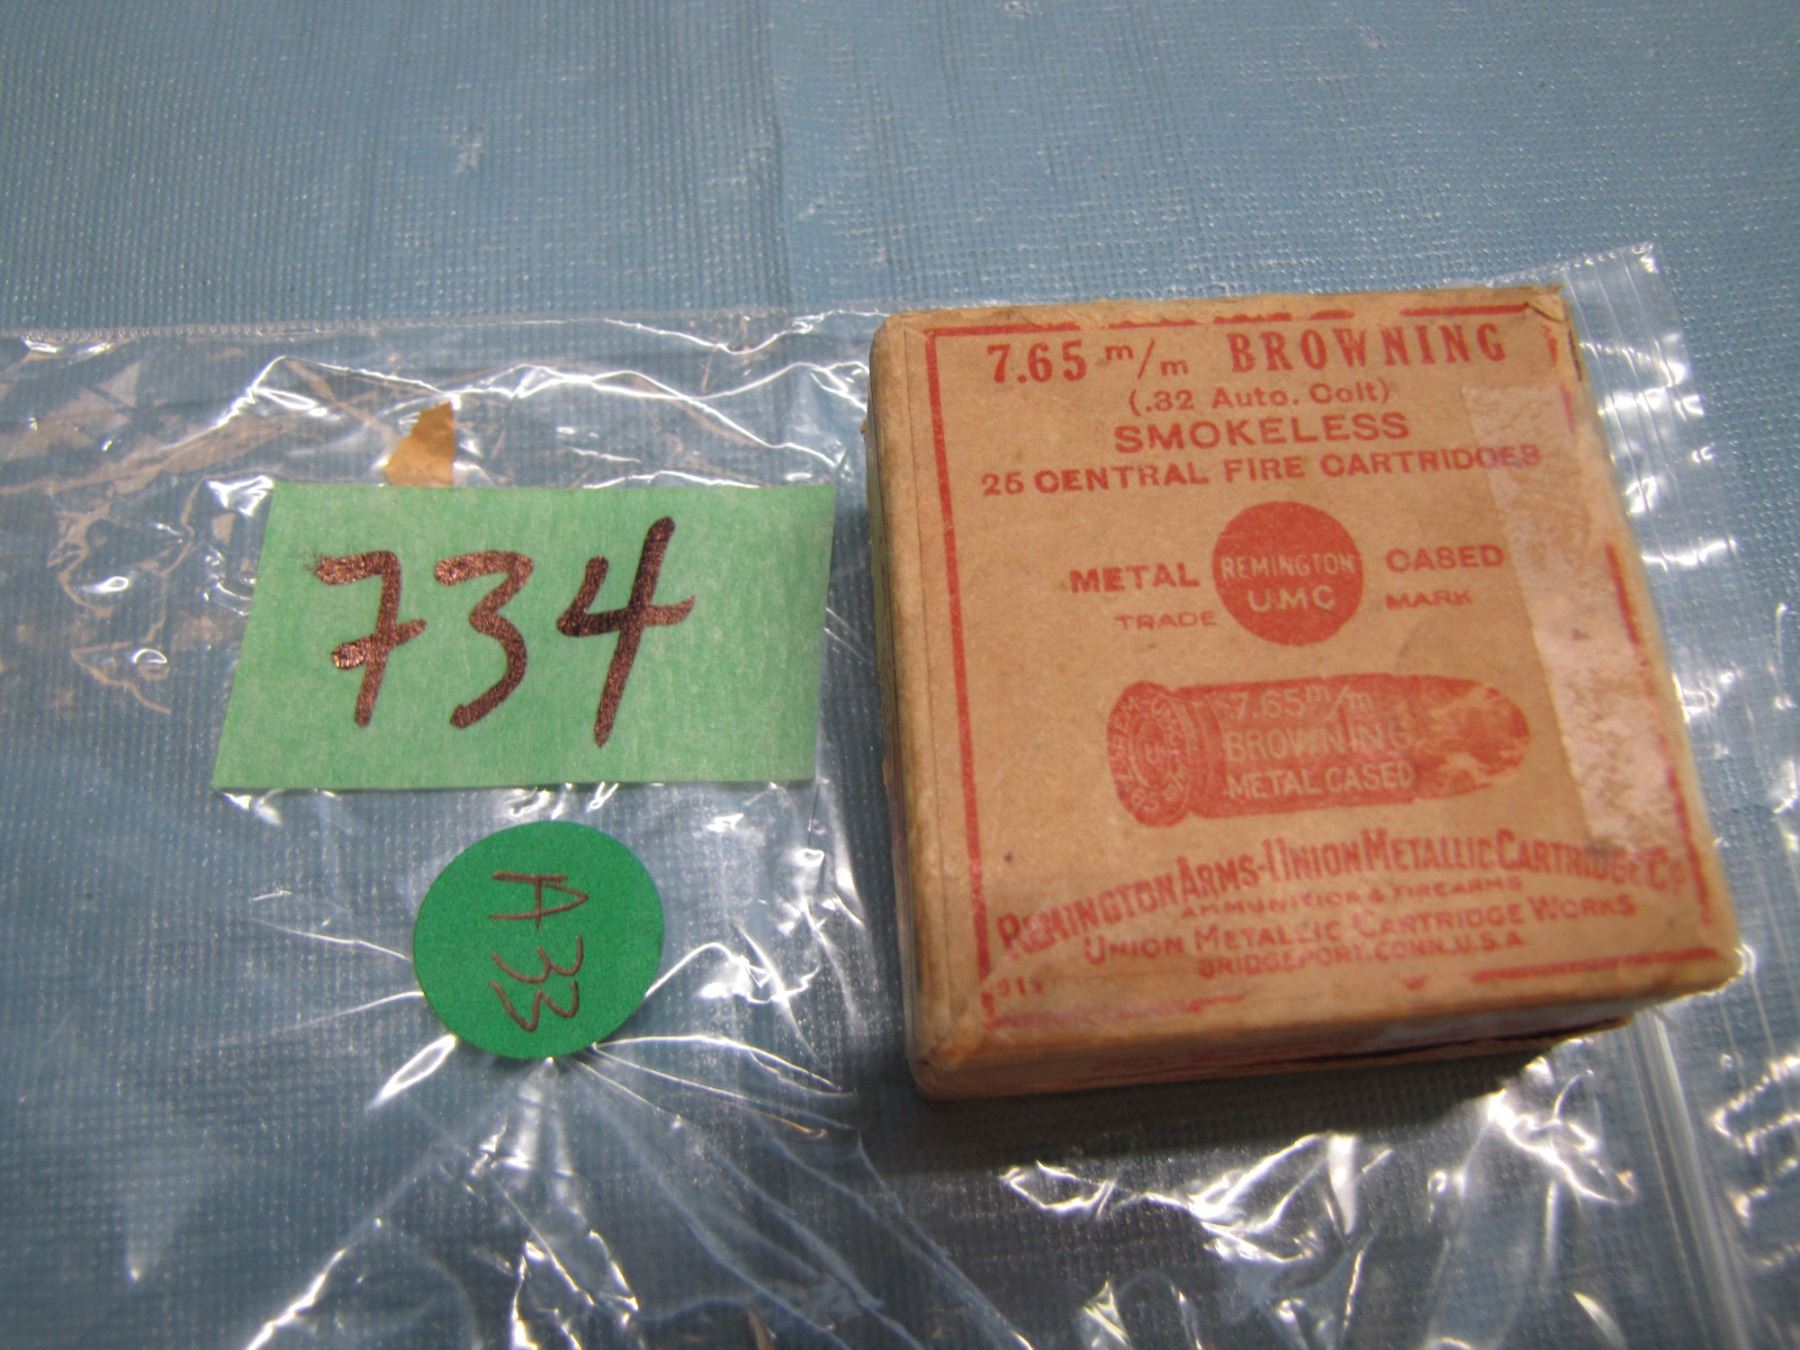 734
A33
7.65 m/m BROWNING
(.32 Auto. Colt)
SMOKELESS
25 CENTRAL FIRE CARTRIDGES
METAL REMINGTON UMC CASED
TRADE MARK
7.65 m/m
BROWNING
METAL CASED
REMINGTON ARMS-UNION METALLIC CARTRIDGE Co
AMMUNITION & FIREARMS
UNION METALLIC CARTRIDGE WORKS
BRIDGEPORT, CONN. U.S.A